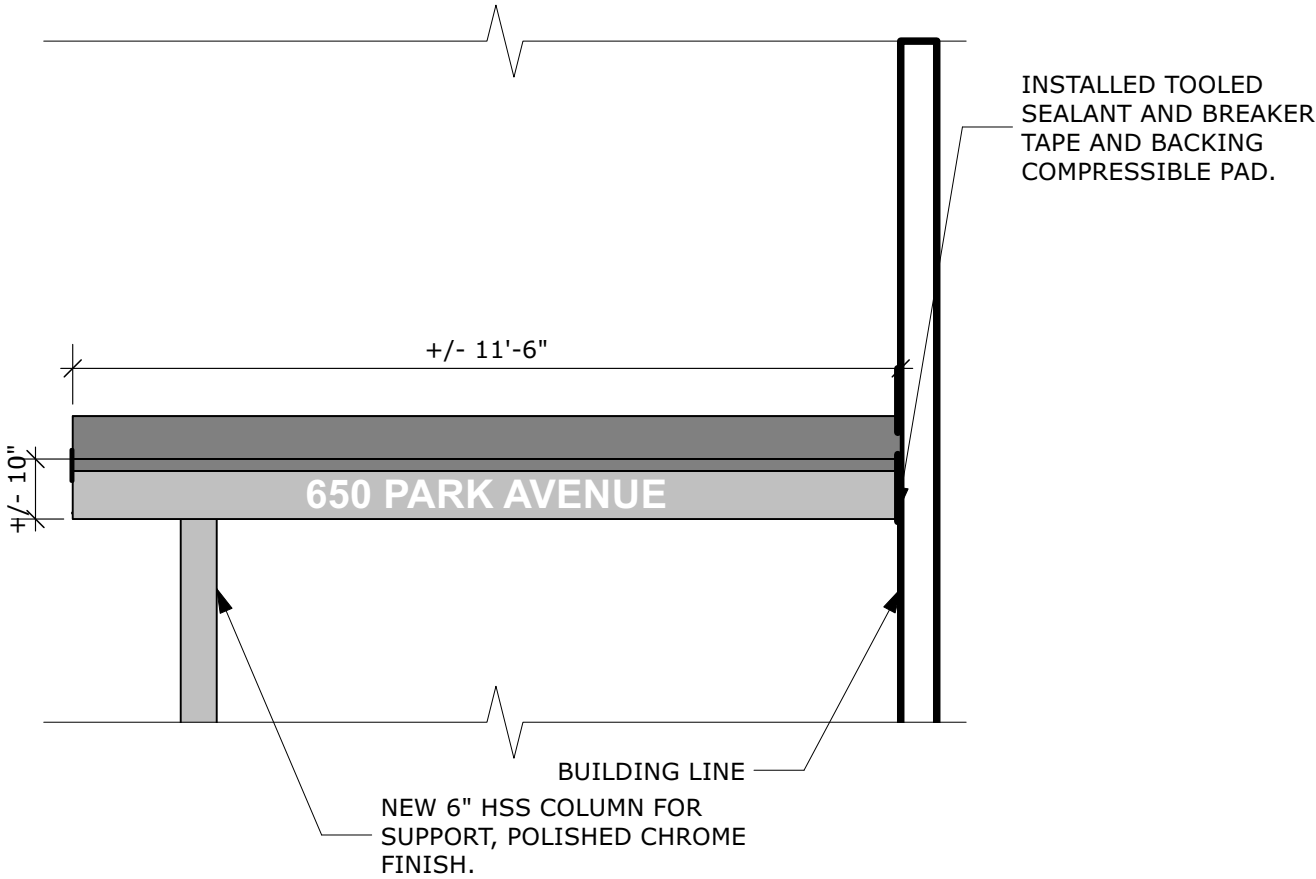 INSTALLED TOOLED
SEALANT AND BREAKER
TAPE AND BACKING
COMPRESSIBLE PAD.
+/- 11'-6"
+/- 10"
650 PARK AVENUE
BUILDING LINE
NEW 6" HSS COLUMN FOR
SUPPORT, POLISHED CHROME
FINISH.